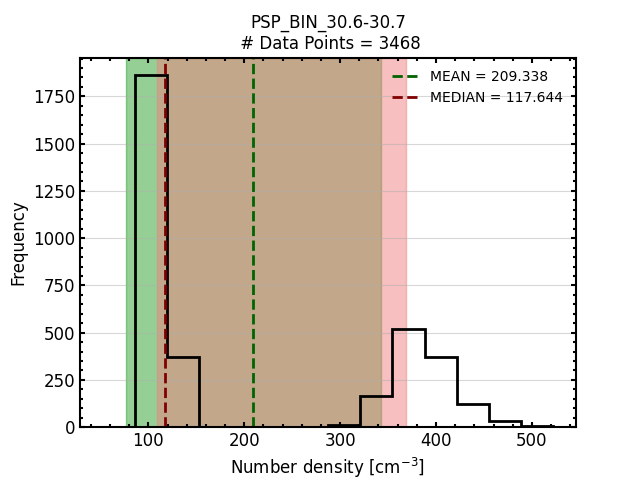 PSP_BIN_30.6-30.7
# Data Points = 3468
MEAN = 209.338
MEDIAN = 117.644
Frequency
1750
1500
1250
1000
750
500
250
0
100 200 300 400 500
Number density [cm⁻³]